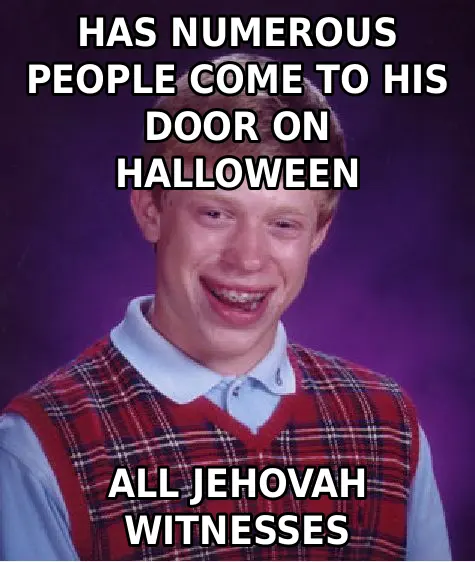 HAS NUMEROUS
PEOPLE COME TO HIS
DOOR ON
HALLOWEEN
ALL JEHOVAH
WITNESSES